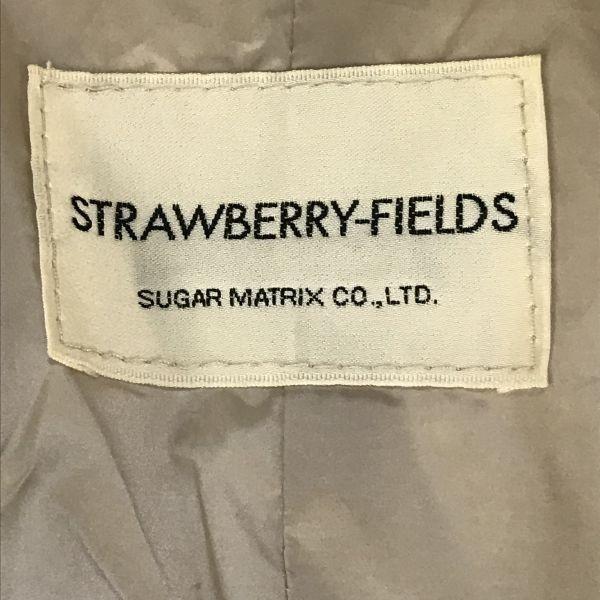 STRAWBERRY-FIELDS
SUGAR MATRIX CO.,LTD.